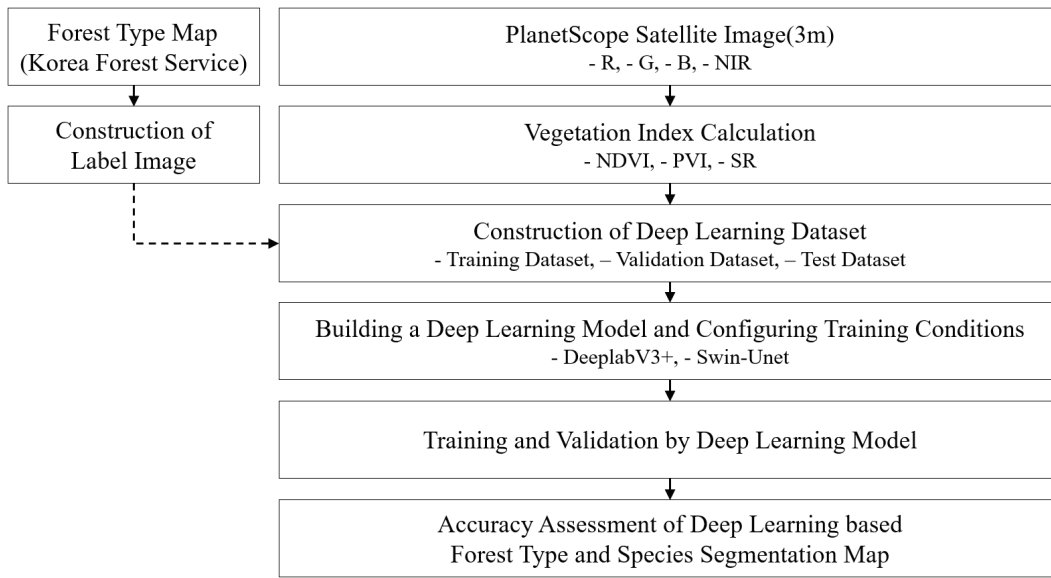 Forest Type Map
(Korea Forest Service)
Construction of
Label Image
PlanetScope Satellite Image(3m)
- R, - G, - B, - NIR
Vegetation Index Calculation
- NDVI, - PVI, - SR
Construction of Deep Learning Dataset
- Training Dataset, – Validation Dataset, – Test Dataset
Building a Deep Learning Model and Configuring Training Conditions
- DeeplabV3+, - Swin-Unet
Training and Validation by Deep Learning Model
Accuracy Assessment of Deep Learning based
Forest Type and Species Segmentation Map